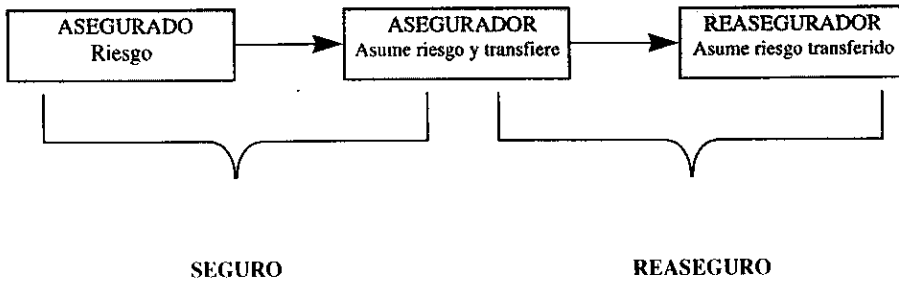 ASEGURADO
Riesgo
ASEGURADOR
Asume riesgo y transfiere
REASEGURADOR
Asume riesgo transferido
SEGURO
REASEGURO